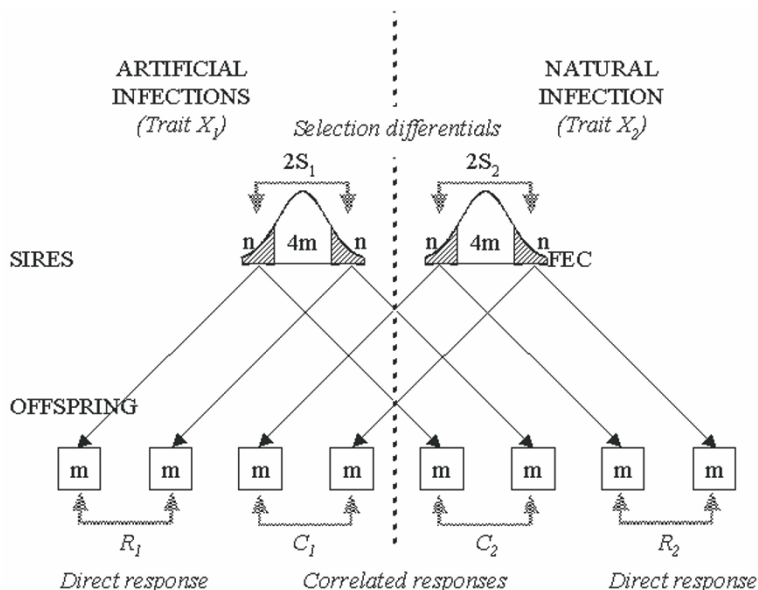 ARTIFICIAL
INFECTIONS
(Trait X1)
NATURAL
INFECTION
(Trait X2)
Selection differentials
2S1
2S2
n 4m n
n 4m n
SIRES
FEC
OFFSPRING
m m m m m m m m
R1 C1 C2 R2
Direct response Correlated responses Direct response